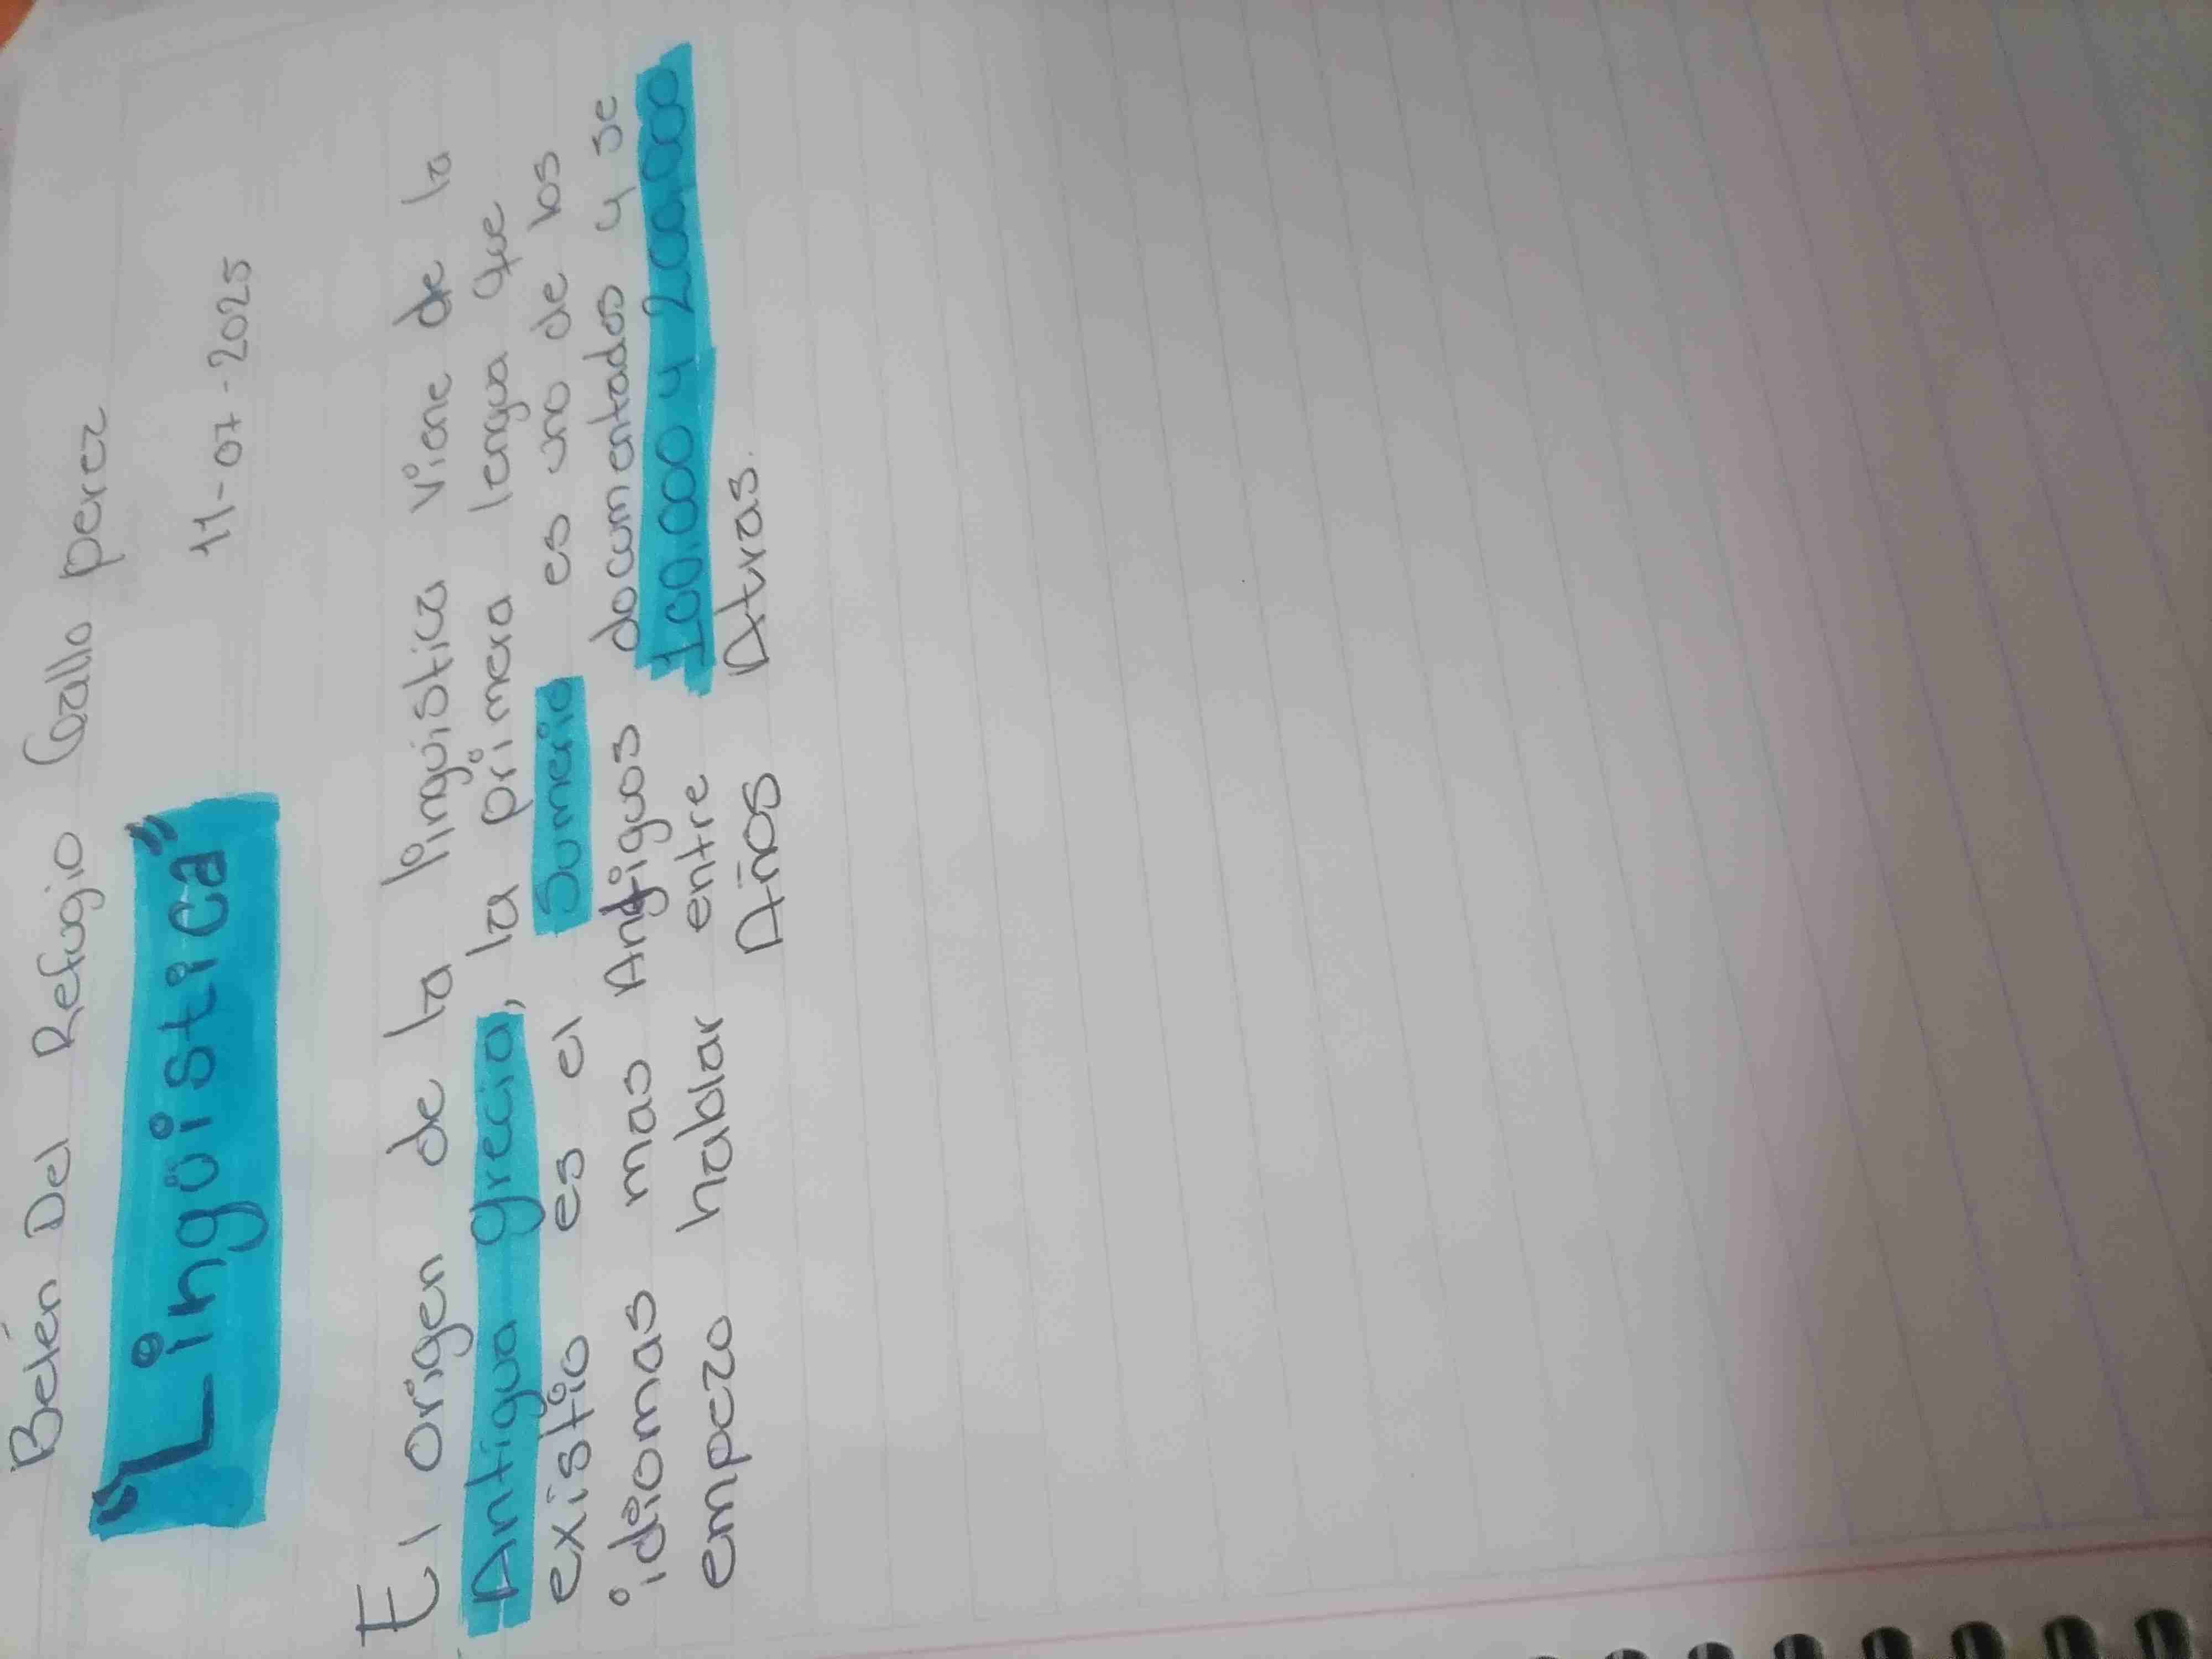 Belén Del Refugio Gallo perez
"Lingüistica"
11-07-2025
El origen de la lingüistica viene de la
Antigua grecia, la primera lengua que
existio es el Sumerio es uno de los
idiomas mas Antiguos documentados y se
empezo hablar entre 100.000 y 200,000
Años Atras.